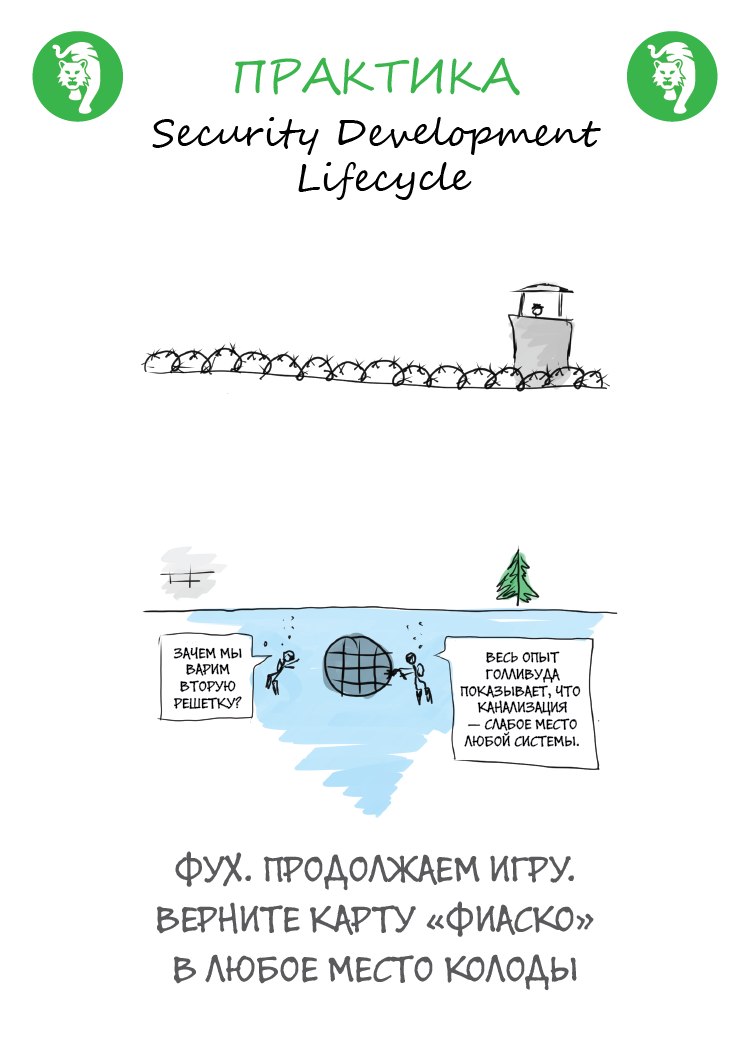 ПРАКТИКА
Security Development
Lifecycle
ЗАЧЕМ МЫ
ВАРИМ
ВТОРУЮ
РЕШЕТКУ?
ВЕСЬ ОПЫТ
ГОЛЛИВУДА
ПОКАЗЫВАЕТ, ЧТО
КАНАЛИЗАЦИЯ
— СЛАБОЕ МЕСТО
ЛЮБОЙ СИСТЕМЫ.
ФУХ. ПРОДОЛЖАЕМ ИГРУ.
ВЕРНИТЕ КАРТУ «ФИАСКО»
В ЛЮБОЕ МЕСТО КОЛОДЫ